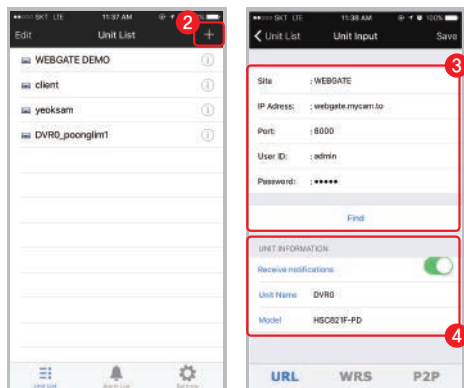 SKT LTE 11:37 AM
2
Edit Unit List +
WEBGATE DEMO
client
yeoksam
DVR0_poonglim1
Unit List Alarm List Settings
SKT LTE 11:38 AM 100%
Unit List Unit Input Save
3
Site : WEBGATE
IP Adress: : webgate.mycam.to
Port: : 8000
User ID: : admin
Password: : •••••
Find
UNIT INFORMATION
Receive notifications
Unit Name DVR0
Model HSC821F-PD
4
URL WRS P2P